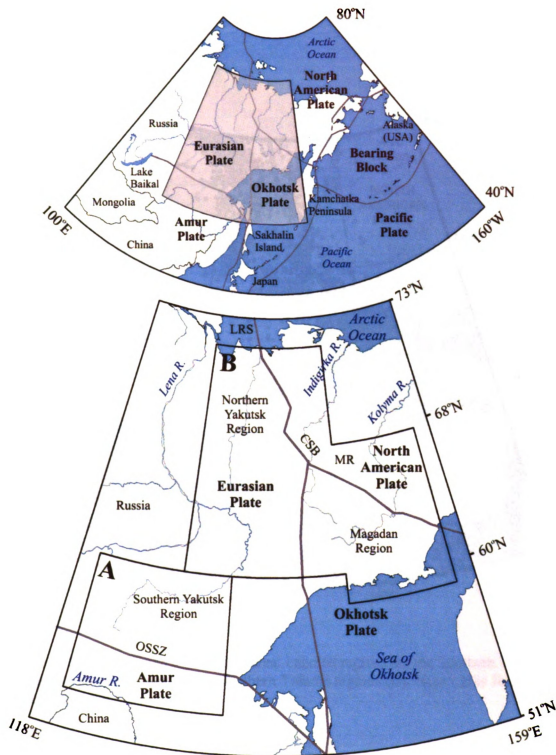 80°N
Arctic
Ocean
North
American
Plate
Russia
Alaska
(USA)
Eurasian
Plate
Bearing
Block
Lake
Baikal
Okhotsk
Plate
Kamchatka
Peninsula
40°N
Mongolia
100°E
Amur
Plate
Pacific
Plate
160°W
China
Sakhalin
Island
Pacific
Ocean
Japan
73°N
LRS
Arctic
Ocean
B
Lena R.
Indigirka R.
Kolyma R.
Northern
Yakutsk
Region
68°N
CSB
MR
North
American
Plate
Eurasian
Plate
Russia
Magadan
Region
60°N
A
Southern Yakutsk
Region
Okhotsk
Plate
OSSZ
Sea of
Okhotsk
Amur R.
Amur
Plate
118°E
China
51°N
159°E